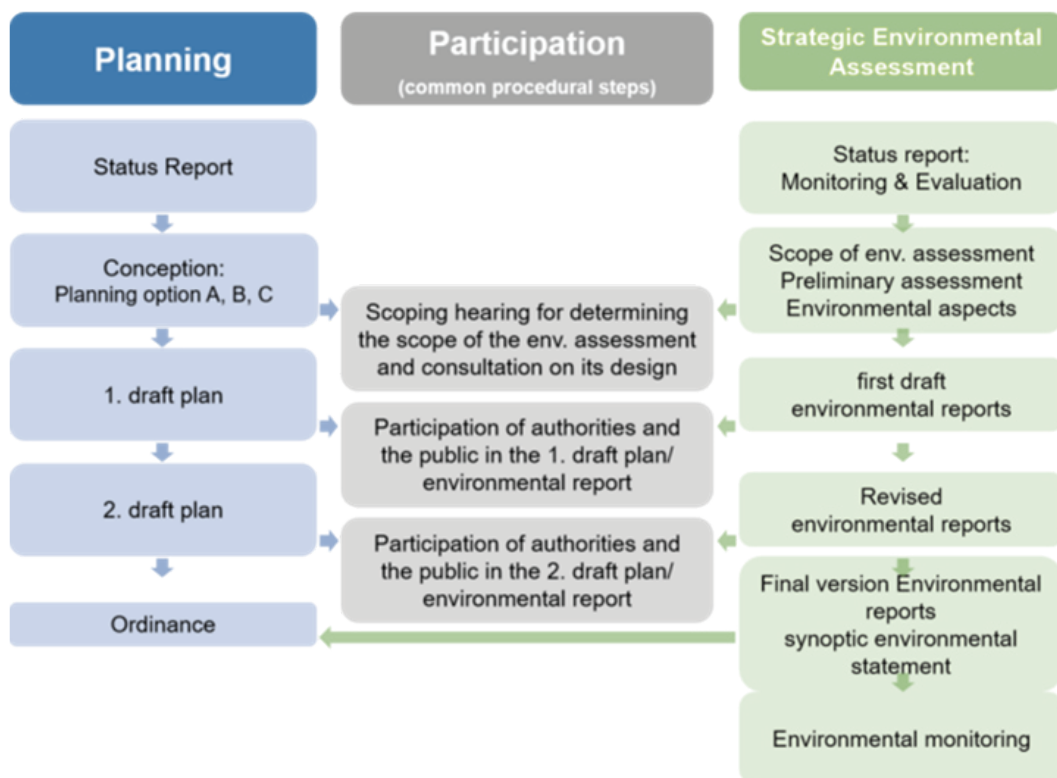 Planning
Status Report
Conception:
Planning option A, B, C
1. draft plan
2. draft plan
Ordinance
Participation
(common procedural steps)
Scoping hearing for determining
the scope of the env. assessment
and consultation on its design
Participation of authorities and
the public in the 1. draft plan/
environmental report
Participation of authorities and
the public in the 2. draft plan/
environmental report
Strategic Environmental
Assessment
Status report:
Monitoring & Evaluation
Scope of env. assessment
Preliminary assessment
Environmental aspects
first draft
environmental reports
Revised
environmental reports
Final version Environmental
reports
synoptic environmental
statement
Environmental monitoring